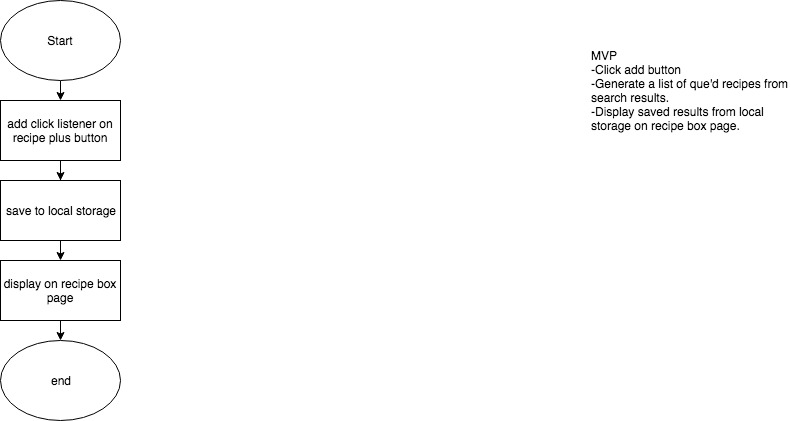 Start
add click listener on
recipe plus button
save to local storage
display on recipe box
page
end
MVP
-Click add button
-Generate a list of que'd recipes from
search results.
-Display saved results from local
storage on recipe box page.